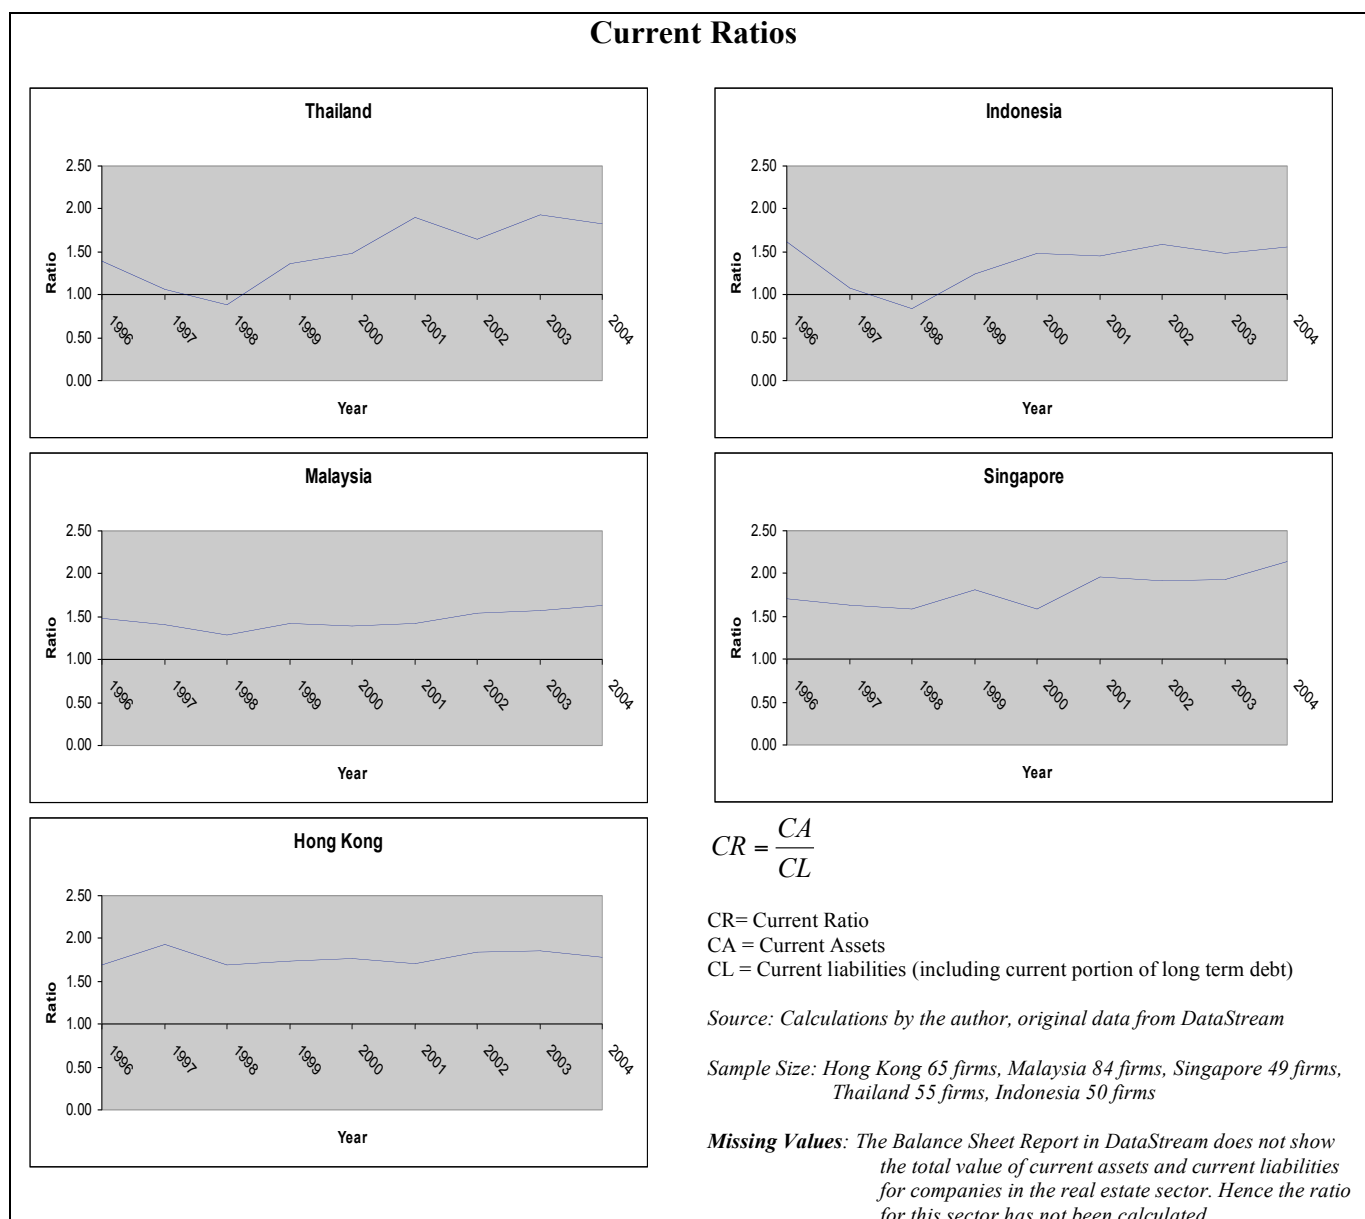 Current Ratios
Thailand
2.50
2.00
1.50
1.00
0.50
0.00
Ratio
1996
1997
1998
1999
2000
2001
2002
2003
2004
Year
Indonesia
2.50
2.00
1.50
1.00
0.50
0.00
Ratio
1996
1997
1998
1999
2000
2001
2002
2003
2004
Year
Malaysia
2.50
2.00
1.50
1.00
0.50
0.00
Ratio
1996
1997
1998
1999
2000
2001
2002
2003
2004
Year
Singapore
2.50
2.00
1.50
1.00
0.50
0.00
Ratio
1996
1997
1998
1999
2000
2001
2002
2003
2004
Year
Hong Kong
2.50
2.00
1.50
1.00
0.50
0.00
Ratio
1996
1997
1998
1999
2000
2001
2002
2003
2004
Year
CR = CA
CL
CR= Current Ratio
CA = Current Assets
CL = Current liabilities (including current portion of long term debt)
Source: Calculations by the author, original data from DataStream
Sample Size: Hong Kong 65 firms, Malaysia 84 firms, Singapore 49 firms,
Thailand 55 firms, Indonesia 50 firms
Missing Values: The Balance Sheet Report in DataStream does not show
the total value of current assets and current liabilities
for companies in the real estate sector. Hence the ratio
for this sector has not been calculated